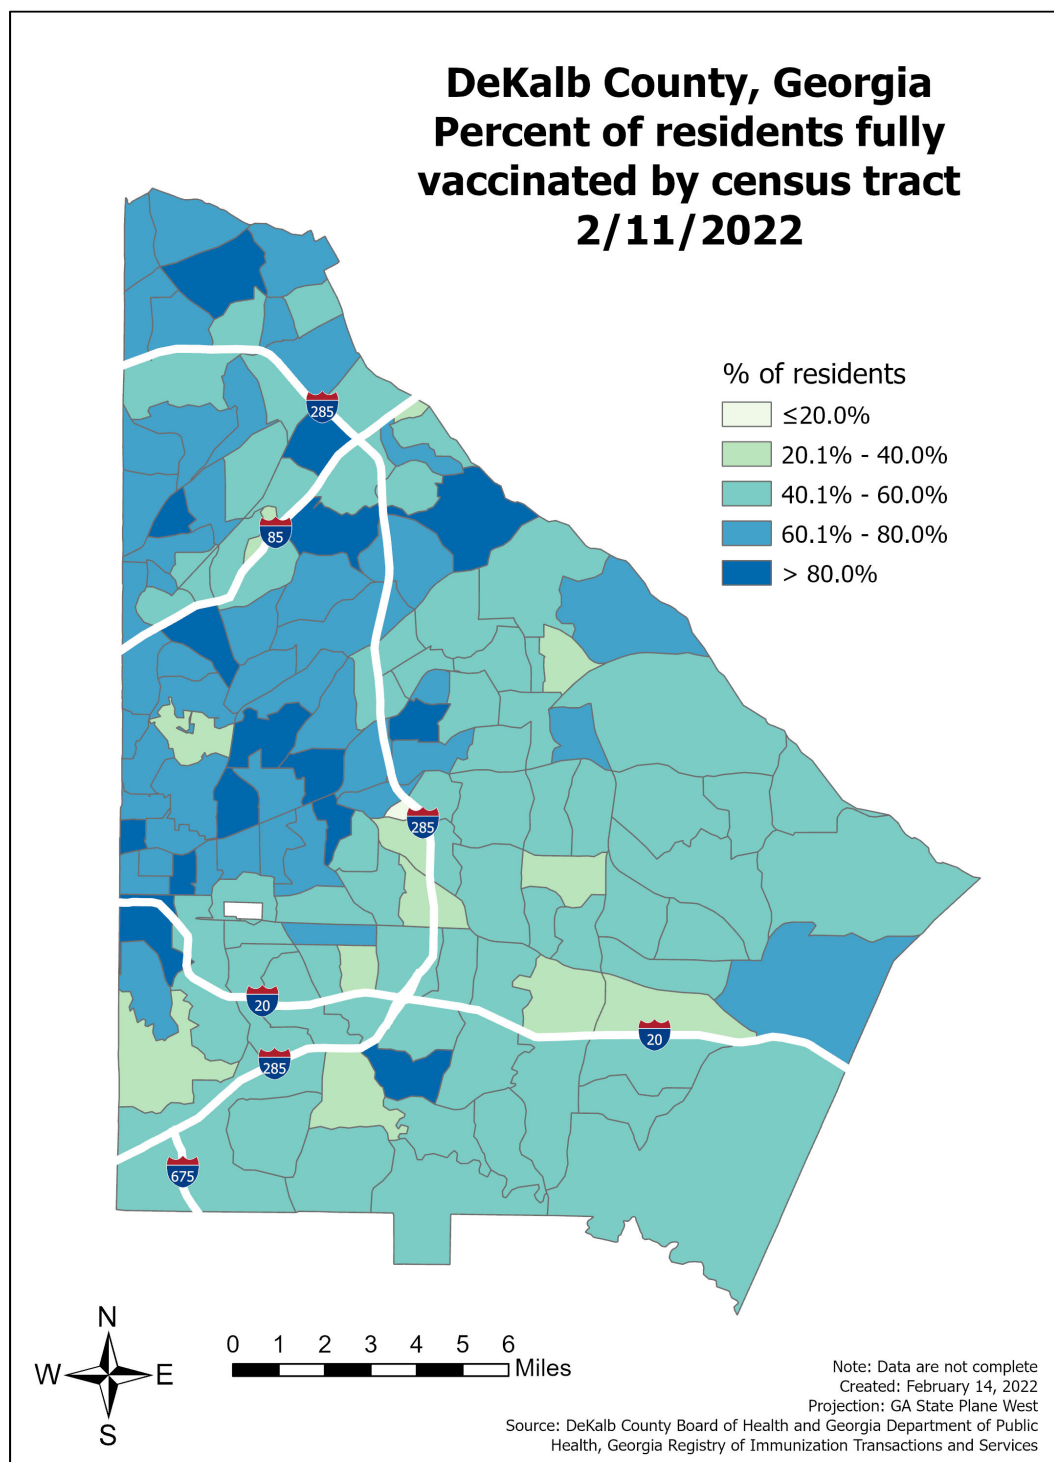 DeKalb County, Georgia
Percent of residents fully
vaccinated by census tract
2/11/2022
% of residents
≤20.0%
20.1% - 40.0%
40.1% - 60.0%
60.1% - 80.0%
> 80.0%
285
85
285
20
20
285
675
N
W E
S
0 1 2 3 4 5 6
Miles
Note: Data are not complete
Created: February 14, 2022
Projection: GA State Plane West
Source: DeKalb County Board of Health and Georgia Department of Public
Health, Georgia Registry of Immunization Transactions and Services